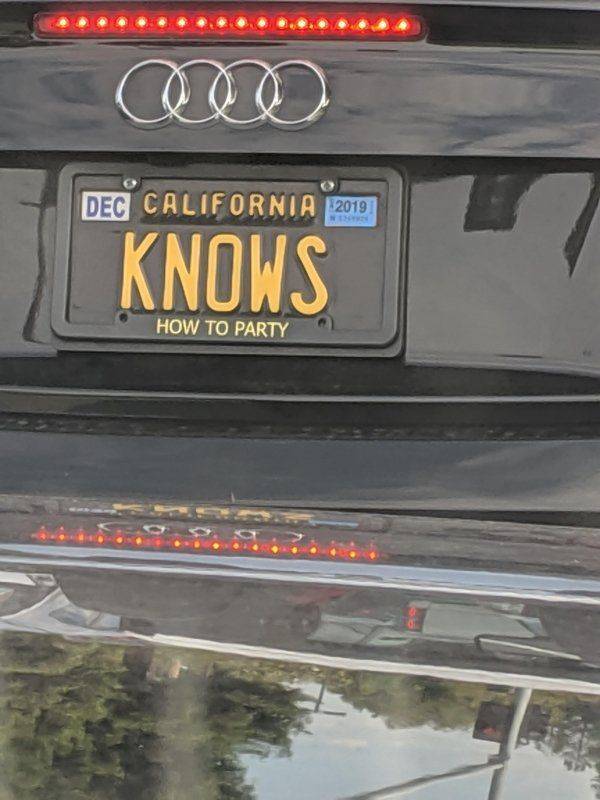 DEC CALIFORNIA 2019
KNOWS
HOW TO PARTY